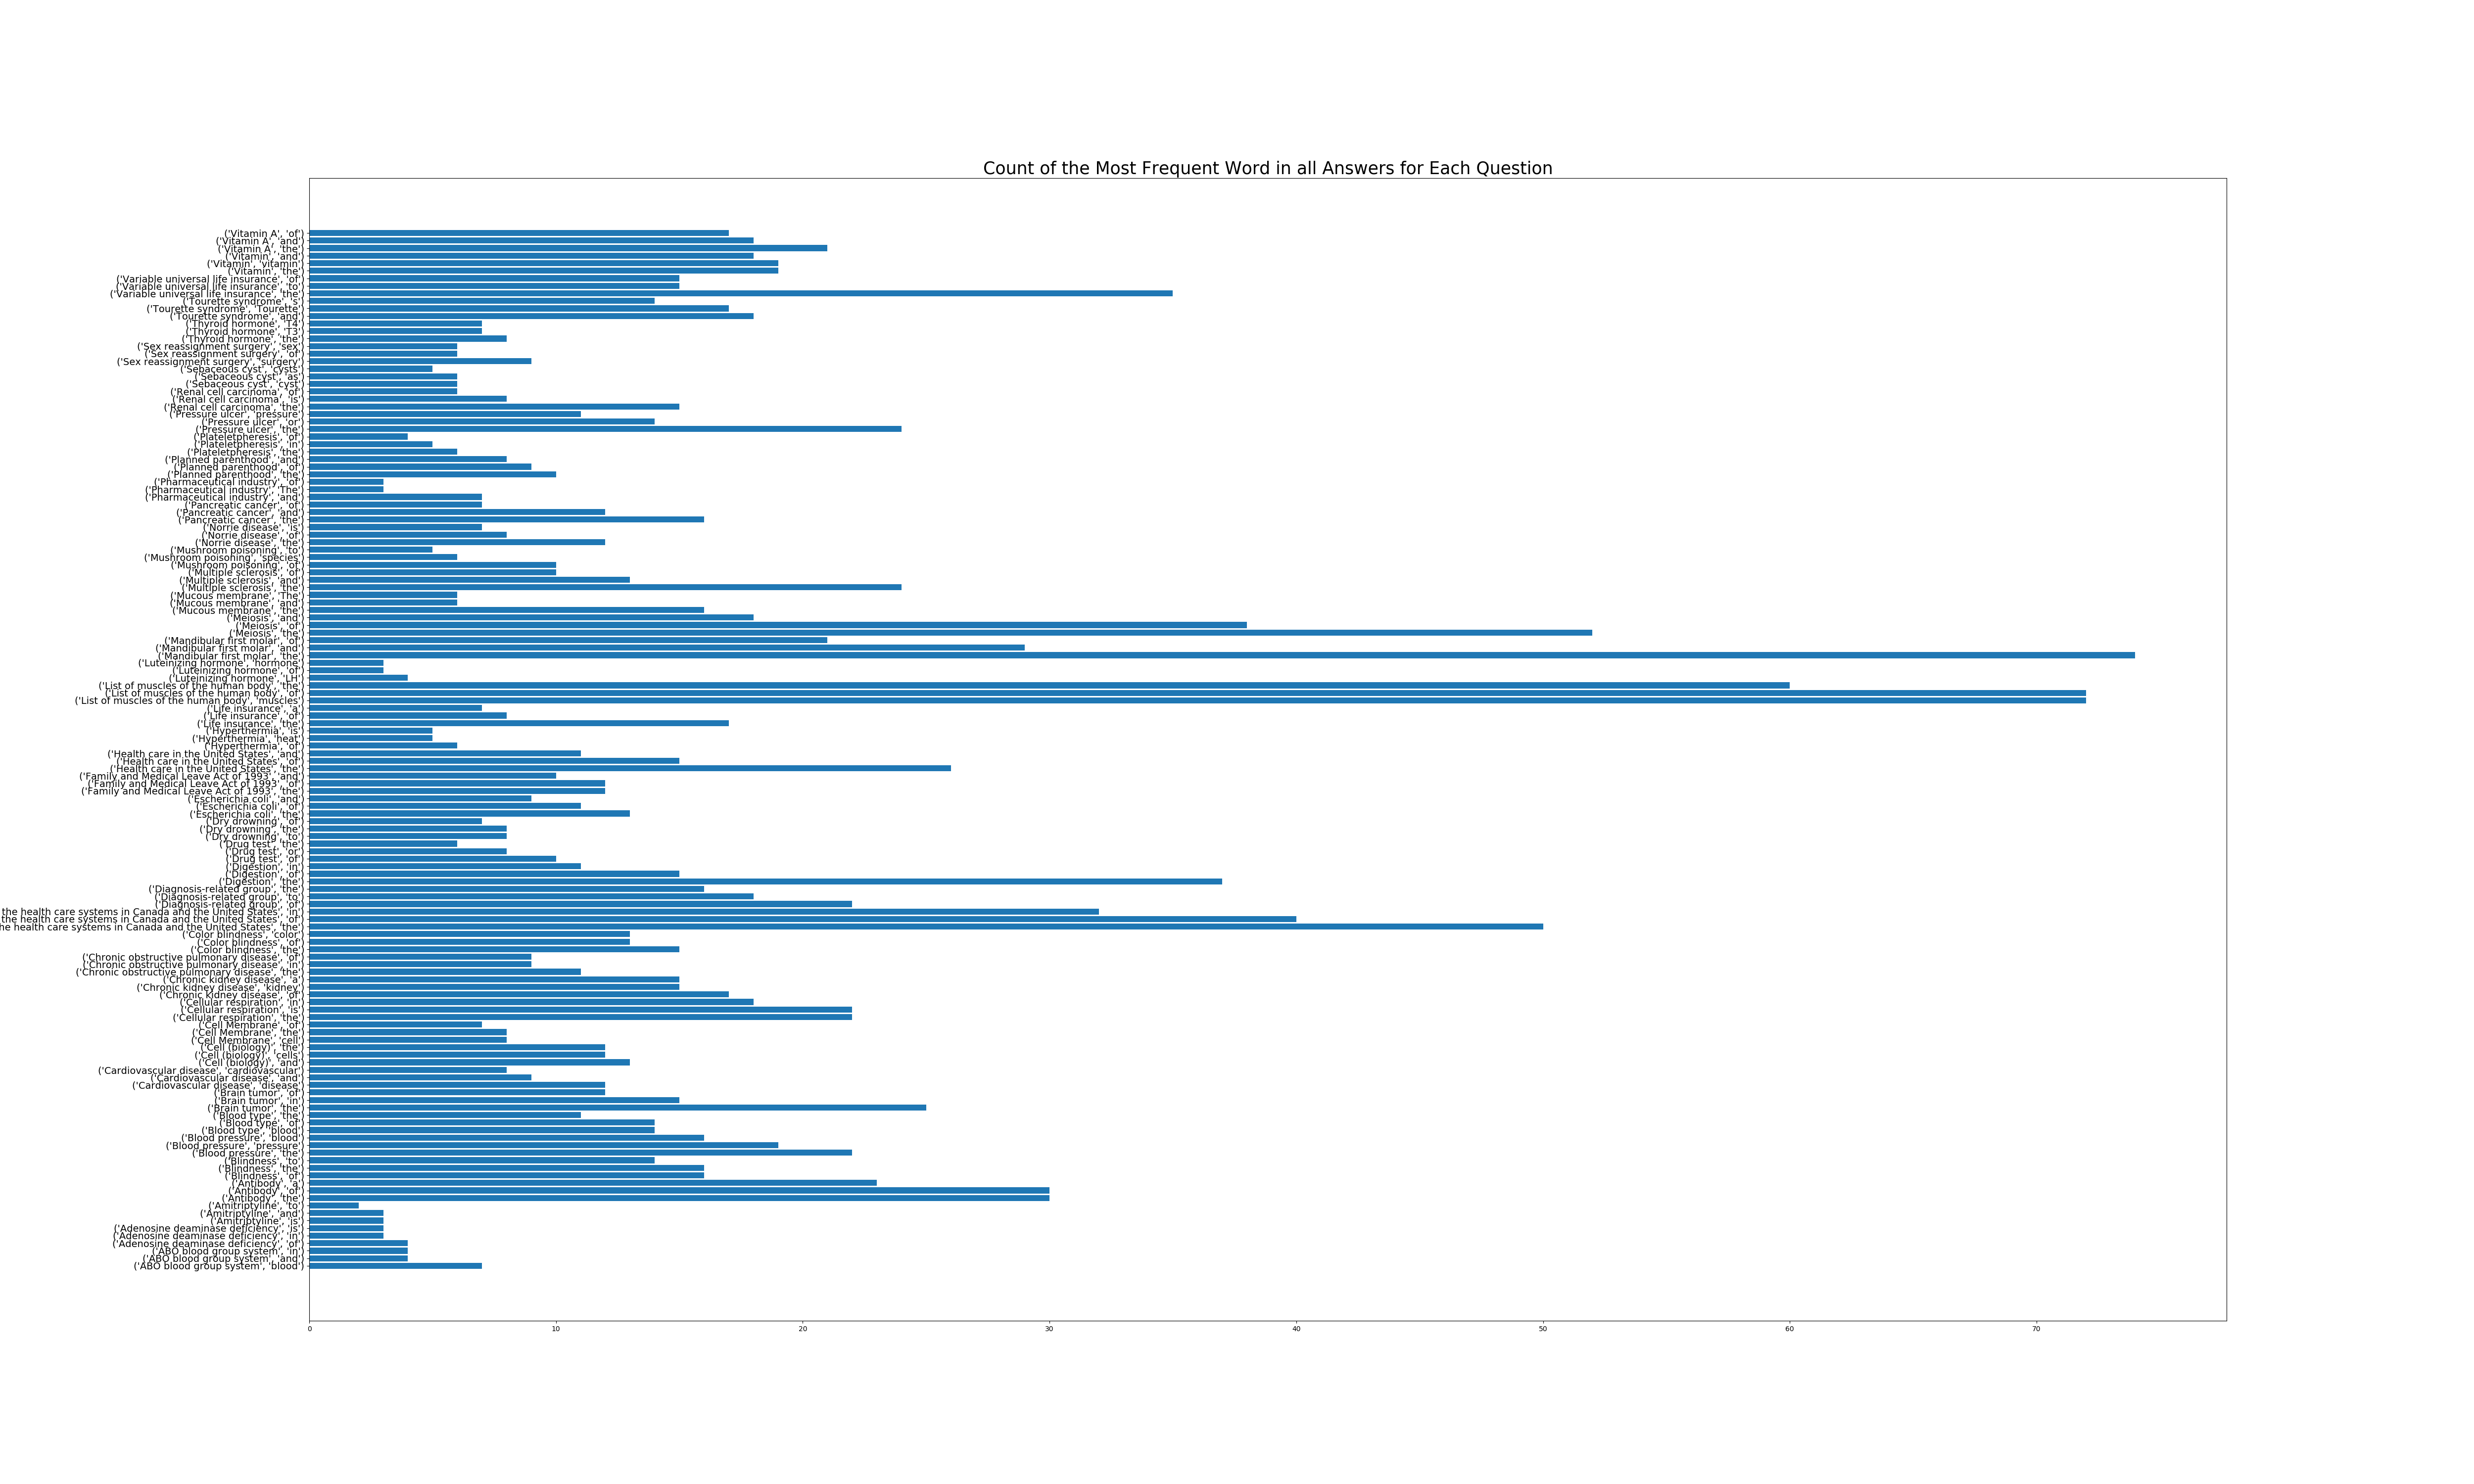 Count of the Most Frequent Word in all Answers for Each Question
('Vitamin A', 'of')
('Vitamin A', 'and')
('Vitamin A', 'the')
('Vitamin', 'and')
('Vitamin', 'vitamin')
('Vitamin', 'the')
('Variable universal life insurance', 'of')
('Variable universal life insurance', 'to')
('Variable universal life insurance', 'the')
('Tourette syndrome', 's')
('Tourette syndrome', 'Tourette')
('Tourette syndrome', 'and')
('Thyroid hormone', 'T4')
('Thyroid hormone', 'T3')
('Thyroid hormone', 'the')
('Sex reassignment surgery', 'sex')
('Sex reassignment surgery', 'of')
('Sex reassignment surgery', 'surgery')
('Sebaceous cyst', 'cysts')
('Sebaceous cyst', 'as')
('Sebaceous cyst', 'cyst')
('Renal cell carcinoma', 'of')
('Renal cell carcinoma', 'is')
('Renal cell carcinoma', 'the')
('Pressure ulcer', 'pressure')
('Pressure ulcer', 'or')
('Pressure ulcer', 'the')
('Plateletpheresis', 'of')
('Plateletpheresis', 'in')
('Plateletpheresis', 'the')
('Planned parenthood', 'and')
('Planned parenthood', 'of')
('Planned parenthood', 'the')
('Pharmaceutical industry', 'of')
('Pharmaceutical industry', 'The')
('Pharmaceutical industry', 'and')
('Pancreatic cancer', 'of')
('Pancreatic cancer', 'and')
('Pancreatic cancer', 'the')
('Norrie disease', 'is')
('Norrie disease', 'of')
('Norrie disease', 'the')
('Mushroom poisoning', 'to')
('Mushroom poisoning', 'species')
('Mushroom poisoning', 'of')
('Multiple sclerosis', 'of')
('Multiple sclerosis', 'and')
('Multiple sclerosis', 'the')
('Mucous membrane', 'The')
('Mucous membrane', 'and')
('Mucous membrane', 'the')
('Meiosis', 'and')
('Meiosis', 'of')
('Meiosis', 'the')
('Mandibular first molar', 'of')
('Mandibular first molar', 'and')
('Mandibular first molar', 'the')
('Luteinizing hormone', 'hormone')
('Luteinizing hormone', 'of')
('Luteinizing hormone', 'LH')
('List of muscles of the human body', 'the')
('List of muscles of the human body', 'of')
('List of muscles of the human body', 'muscles')
('Life insurance', 'a')
('Life insurance', 'of')
('Life insurance', 'the')
('Hyperthermia', 'is')
('Hyperthermia', 'heat')
('Hyperthermia', 'of')
('Health care in the United States', 'and')
('Health care in the United States', 'of')
('Health care in the United States', 'the')
('Family and Medical Leave Act of 1993', 'and')
('Family and Medical Leave Act of 1993', 'of')
('Family and Medical Leave Act of 1993', 'the')
('Escherichia coli', 'and')
('Escherichia coli', 'of')
('Escherichia coli', 'the')
('Dry drowning', 'of')
('Dry drowning', 'the')
('Dry drowning', 'to')
('Drug test', 'the')
('Drug test', 'or')
('Drug test', 'of')
('Digestion', 'in')
('Digestion', 'of')
('Digestion', 'the')
('Diagnosis-related group', 'the')
('Diagnosis-related group', 'to')
('Diagnosis-related group', 'of')
the health care systems in Canada and the United States', 'in')
the health care systems in Canada and the United States', 'of')
he health care systems in Canada and the United States', 'the')
('Color blindness', 'color')
('Color blindness', 'of')
('Color blindness', 'the')
('Chronic obstructive pulmonary disease', 'of')
('Chronic obstructive pulmonary disease', 'in')
('Chronic obstructive pulmonary disease', 'the')
('Chronic kidney disease', 'a')
('Chronic kidney disease', 'kidney')
('Chronic kidney disease', 'of')
('Cellular respiration', 'in')
('Cellular respiration', 'is')
('Cellular respiration', 'the')
('Cell Membrane', 'of')
('Cell Membrane', 'the')
('Cell Membrane', 'cell')
('Cell (biology)', 'the')
('Cell (biology)', 'cells')
('Cell (biology)', 'and')
('Cardiovascular disease', 'cardiovascular')
('Cardiovascular disease', 'and')
('Cardiovascular disease', 'disease')
('Brain tumor', 'of')
('Brain tumor', 'in')
('Brain tumor', 'the')
('Blood type', 'the')
('Blood type', 'of')
('Blood type', 'blood')
('Blood pressure', 'blood')
('Blood pressure', 'pressure')
('Blood pressure', 'the')
('Blindness', 'to')
('Blindness', 'the')
('Blindness', 'of')
('Antibody', 'a')
('Antibody', 'of')
('Antibody', 'the')
('Amitriptyline', 'to')
('Amitriptyline', 'and')
('Amitriptyline', 'is')
('Adenosine deaminase deficiency', 'is')
('Adenosine deaminase deficiency', 'in')
('Adenosine deaminase deficiency', 'of')
('ABO blood group system', 'in')
('ABO blood group system', 'and')
('ABO blood group system', 'blood')
0 10 20 30 40 50 60 70